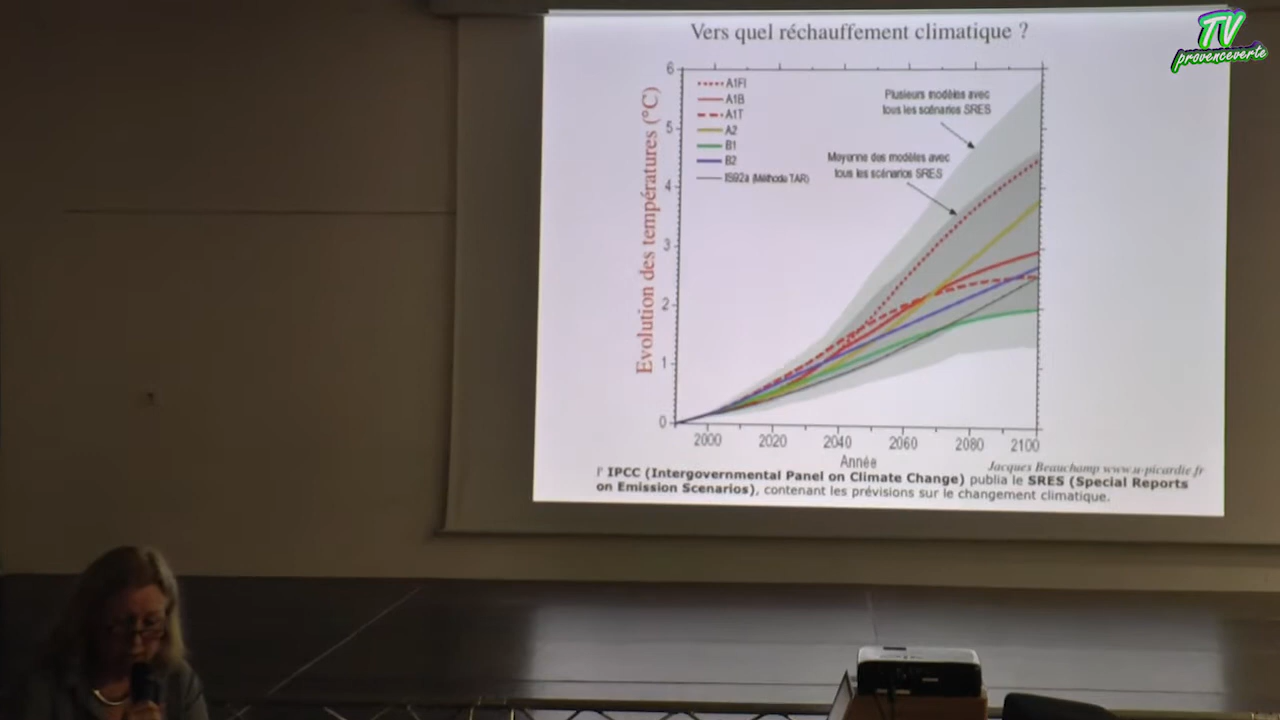 TV
provenceverte
Vers quel réchauffement climatique ?
Evolution des températures (°C)
6
5
4
3
2
1
0
A1FI
A1B
A1T
A2
B1
B2
IS92a (Méthode TAR)
Plusieurs modèles avec
tous les scénarios SRES
Moyenne des modèles avec
tous les scénarios SRES
2000 2020 2040 2060 2080 2100
Année
Jacques Beauchamp www.u-picardie.fr
l' IPCC (Intergovernmental Panel on Climate Change) publia le SRES (Special Reports
on Emission Scenarios), contenant les prévisions sur le changement climatique.